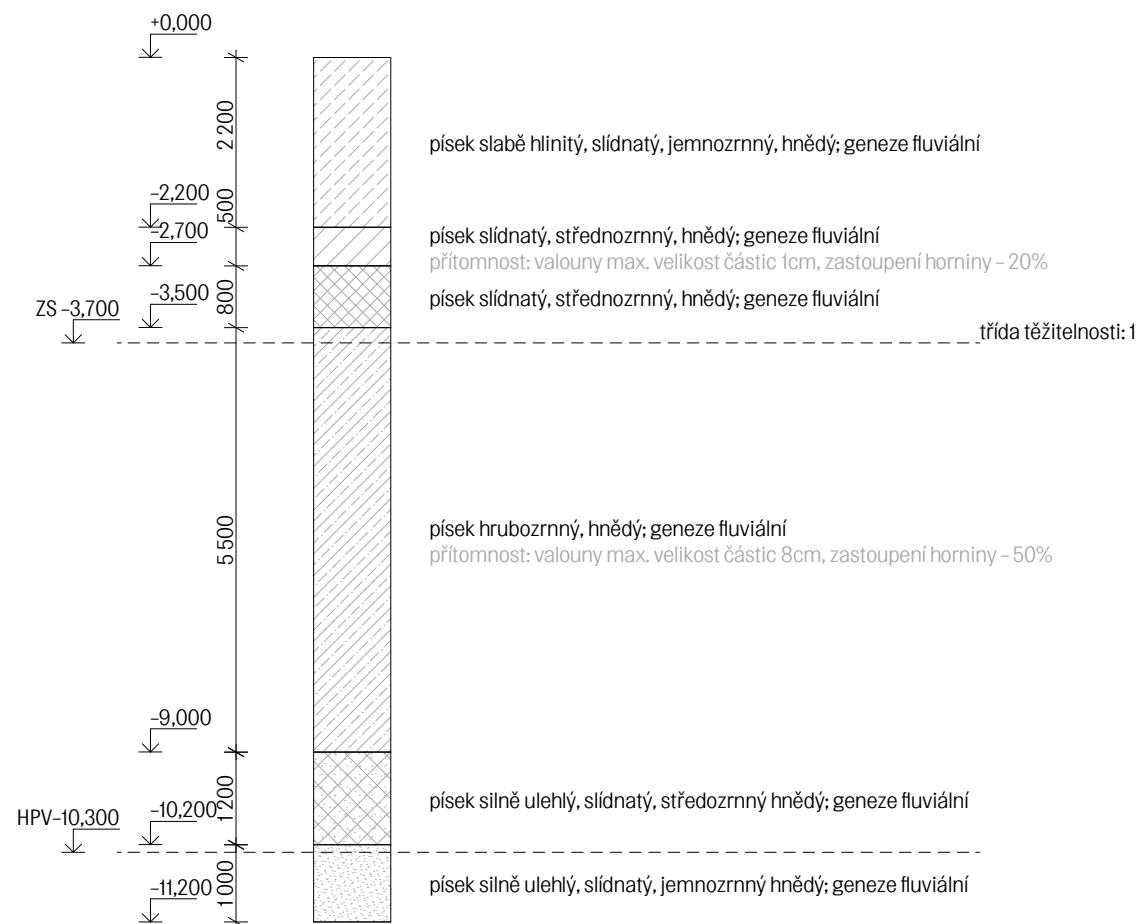 +0,000
2 200
písek slabě hlinitý, slídnatý, jemnozrnný, hnědý; geneze fluviální
-2,200
500
-2,700
písek slídnatý, střednozrnný, hnědý; geneze fluviální
přítomnost: valouny max. velikost částic 1cm, zastoupení horniny - 20%
800
-3,500
písek slídnatý, střednozrnný, hnědý; geneze fluviální
ZS -3,700
třída těžitelnosti: 1
5 500
písek hrubozrnný, hnědý; geneze fluviální
přítomnost: valouny max. velikost částic 8cm, zastoupení horniny - 50%
-9,000
1 200
-10,200
písek silně ulehlý, slídnatý, středozrnný hnědý; geneze fluviální
HPV-10,300
1 000
-11,200
písek silně ulehlý, slídnatý, jemnozrnný hnědý; geneze fluviální